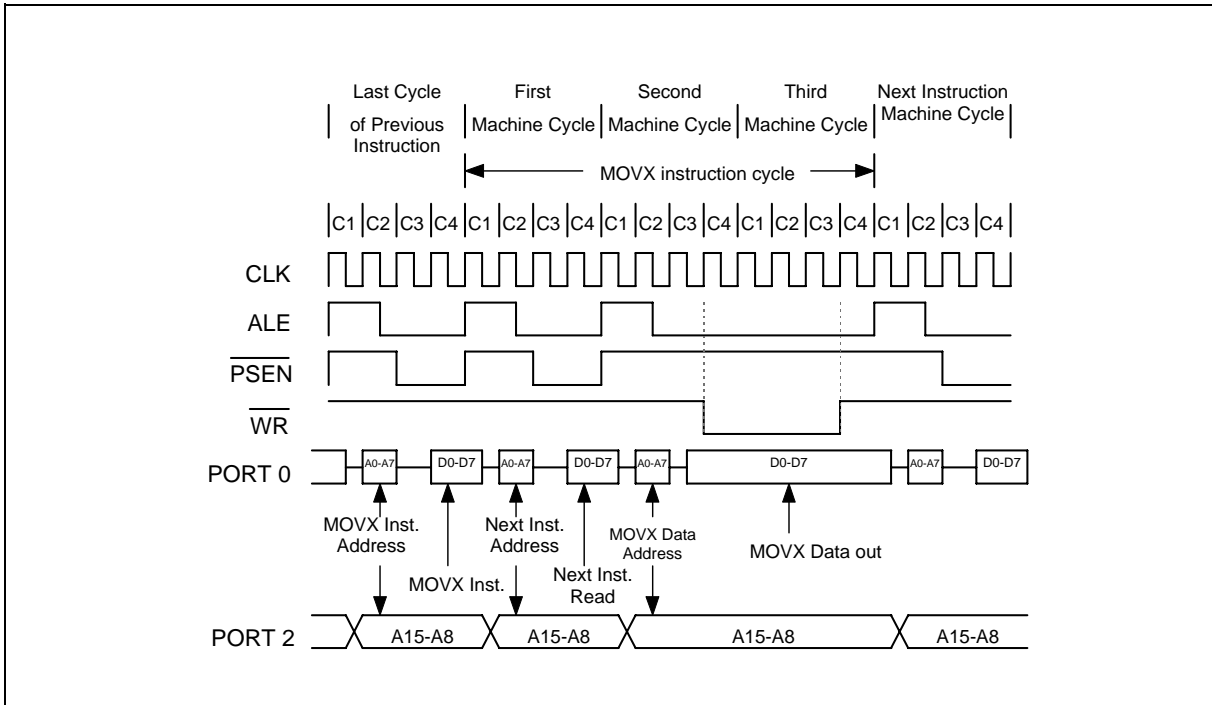 Last Cycle of Previous Instruction
First Machine Cycle
Second Machine Cycle
Third Machine Cycle
Next Instruction Machine Cycle
MOVX instruction cycle
C1 C2 C3 C4 C1 C2 C3 C4 C1 C2 C3 C4 C1 C2 C3 C4 C1 C2 C3 C4
CLK
ALE
PSEN
WR
PORT 0
A0-A7 D0-D7 A0-A7 D0-D7 A0-A7 D0-D7 A0-A7 D0-D7
MOVX Inst. Address
MOVX Inst.
Next Inst. Address
Next Inst. Read
MOVX Data Address
MOVX Data out
PORT 2
A15-A8 A15-A8 A15-A8 A15-A8